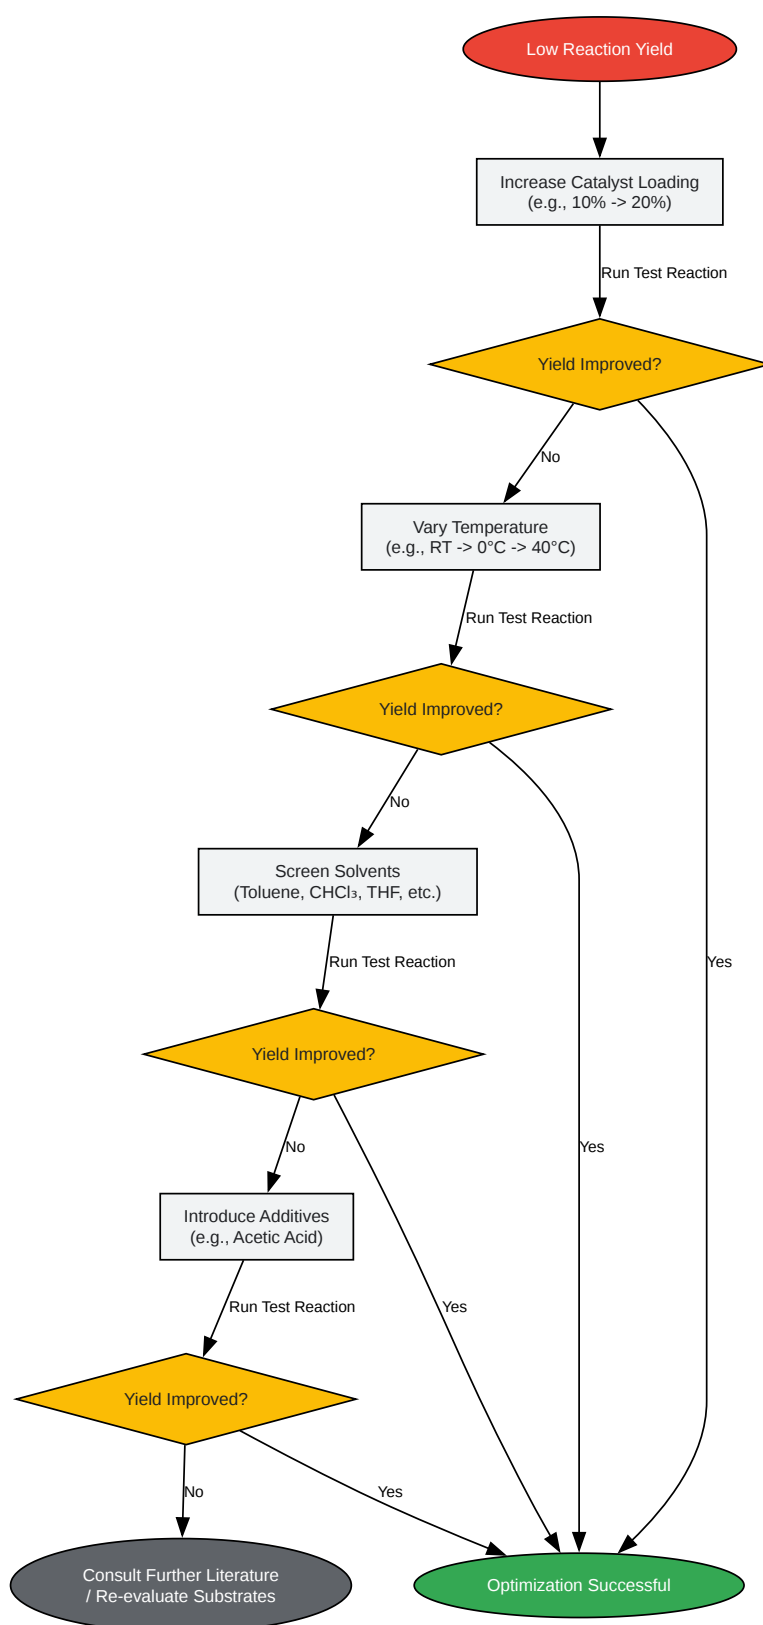 Low Reaction Yield
Increase Catalyst Loading
(e.g., 10% -> 20%)
Run Test Reaction
Yield Improved?
No
Vary Temperature
(e.g., RT -> 0°C -> 40°C)
Run Test Reaction
Yield Improved?
No
Screen Solvents
(Toluene, CHCl₃, THF, etc.)
Run Test Reaction
Yes
Yield Improved?
No
Yes
Introduce Additives
(e.g., Acetic Acid)
Run Test Reaction
Yes
Yield Improved?
No
Yes
Consult Further Literature
/ Re-evaluate Substrates
Optimization Successful